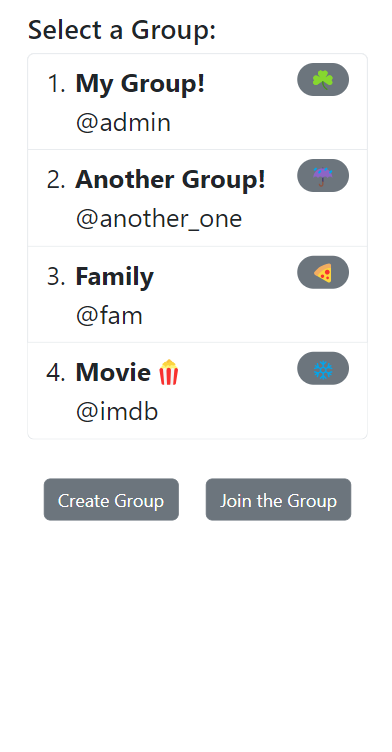 Select a Group:
1. My Group! ☘️
@admin
2. Another Group! ☔
@another_one
3. Family 🍕
@fam
4. Movie 🍿 ❄️
@imdb
Create Group
Join the Group